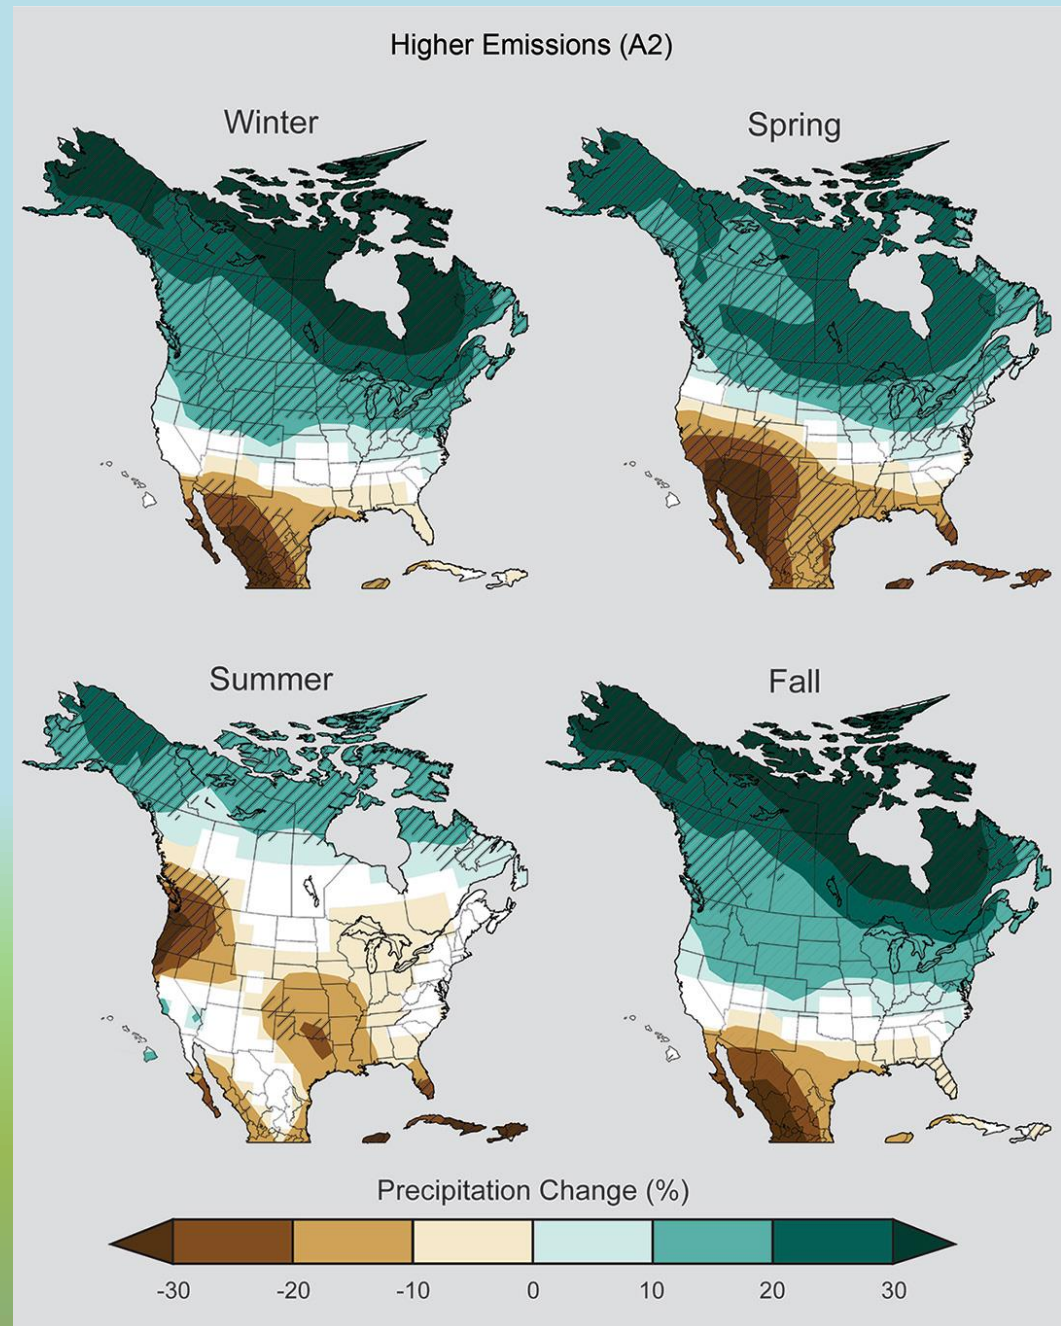 Higher Emissions (A2)
Winter
Spring
Summer
Fall
Precipitation Change (%)
-30 -20 -10 0 10 20 30